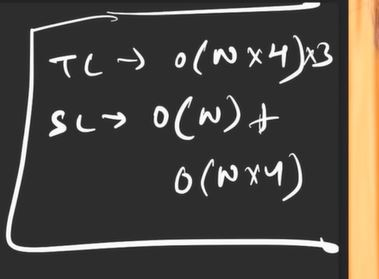 TC → O(N×4)×3
SC → O(N) +
O(N×4)